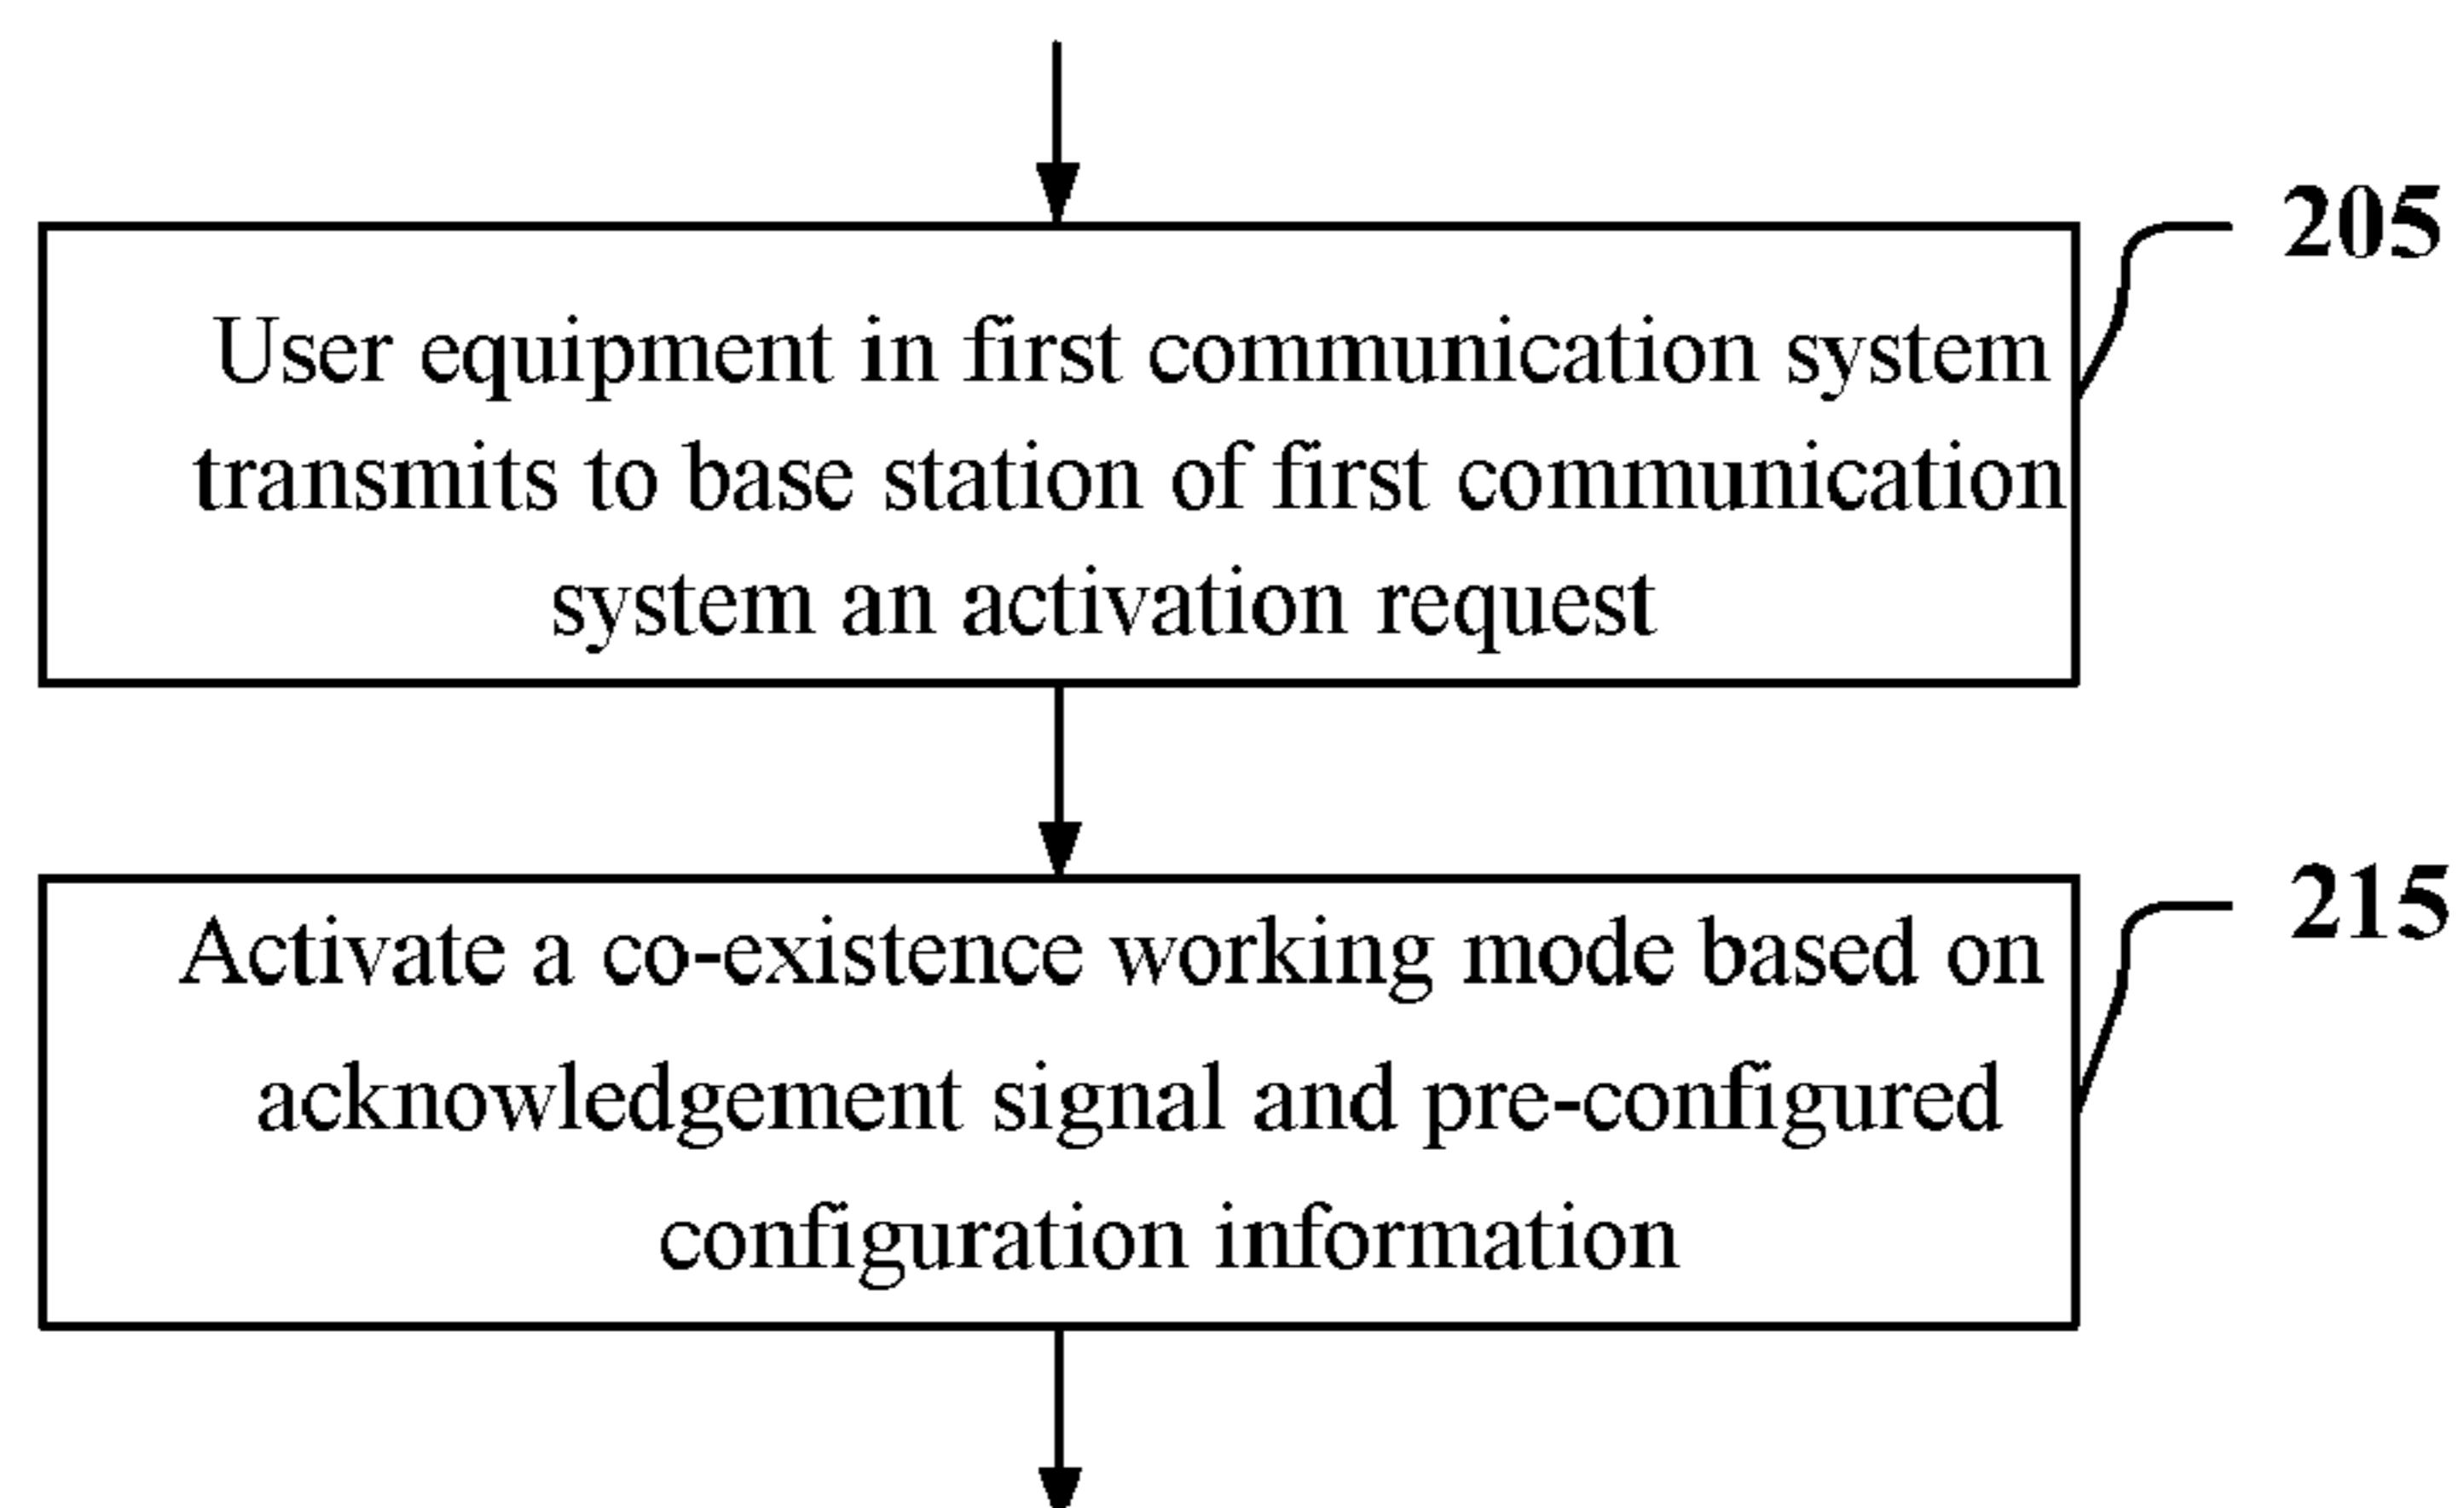 205
User equipment in first communication system
transmits to base station of first communication
system an activation request
215
Activate a co-existence working mode based on
acknowledgement signal and pre-configured
configuration information